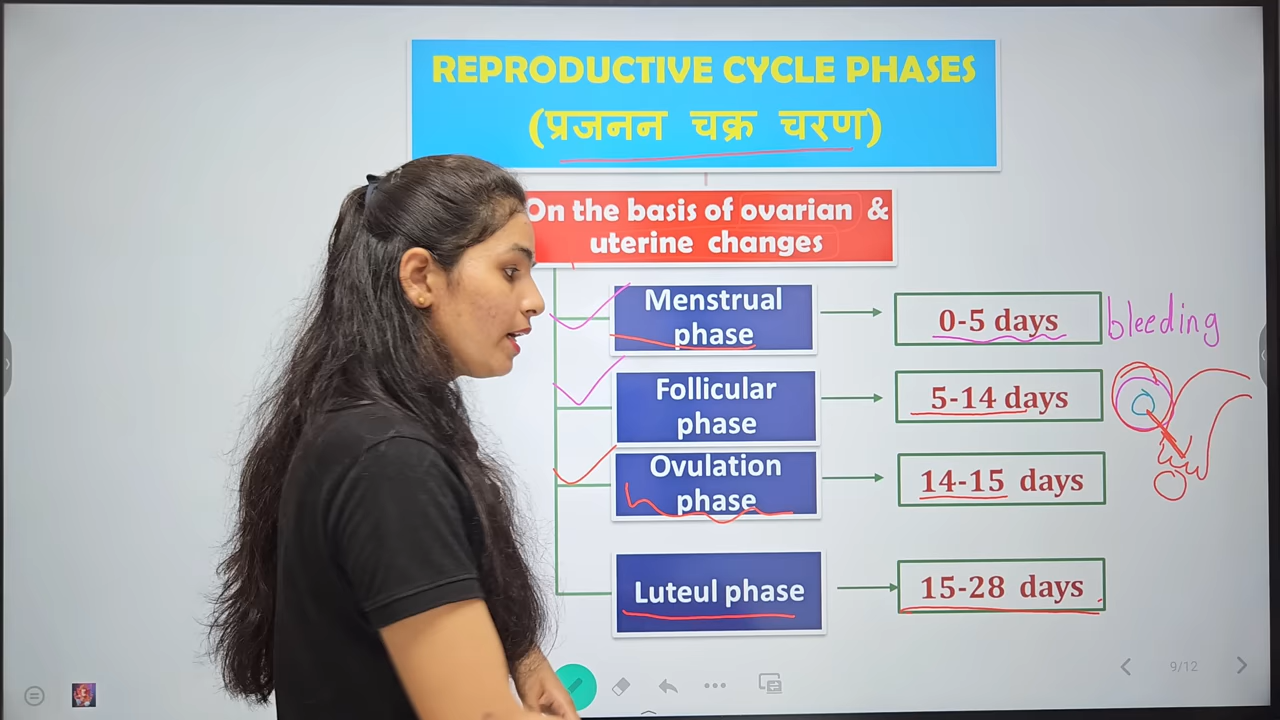 REPRODUCTIVE CYCLE PHASES
(प्रजनन चक्र चरण)
On the basis of ovarian &
uterine changes
Menstrual
phase
0-5 days
bleeding
Follicular
phase
5-14 days
Ovulation
phase
14-15 days
Luteul phase
15-28 days
9/12